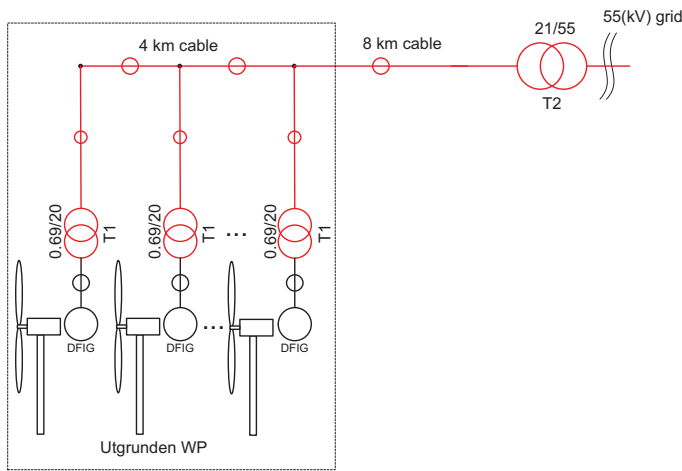 55(kV) grid
21/55
4 km cable
8 km cable
T2
0.69/20
T1
0.69/20
T1
...
0.69/20
T1
DFIG
DFIG
...
DFIG
Utgrunden WP